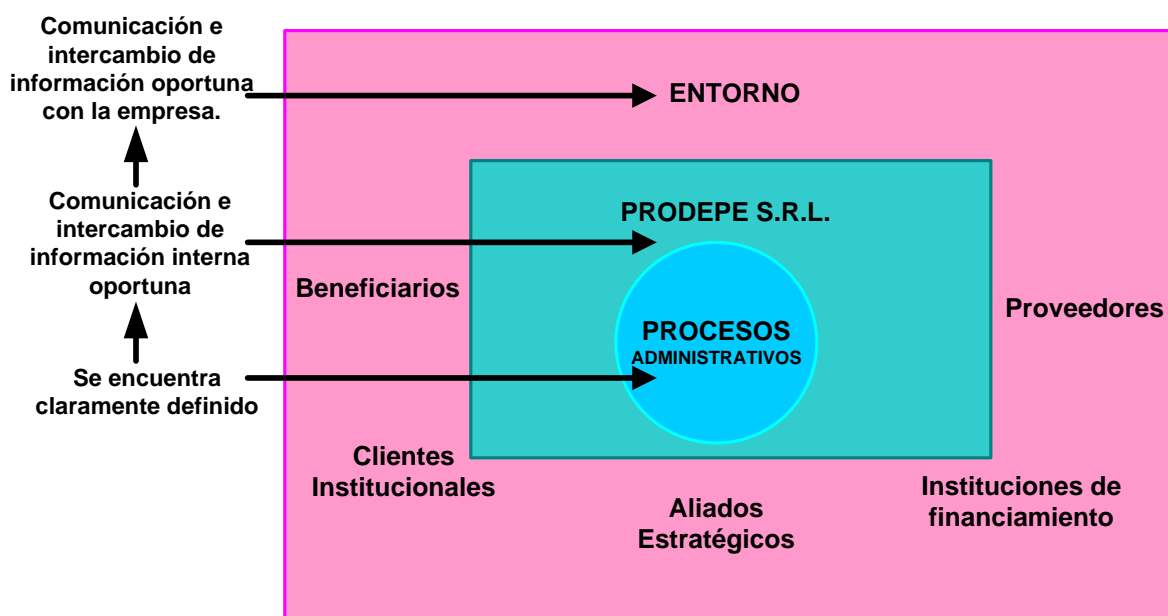 Comunicación e
intercambio de
información oportuna
con la empresa.
ENTORNO
Comunicación e
intercambio de
información interna
oportuna
PRODEPE S.R.L.
Beneficiarios
Proveedores
PROCESOS
ADMINISTRATIVOS
Se encuentra
claramente definido
Clientes
Institucionales
Aliados
Estratégicos
Instituciones de
financiamiento